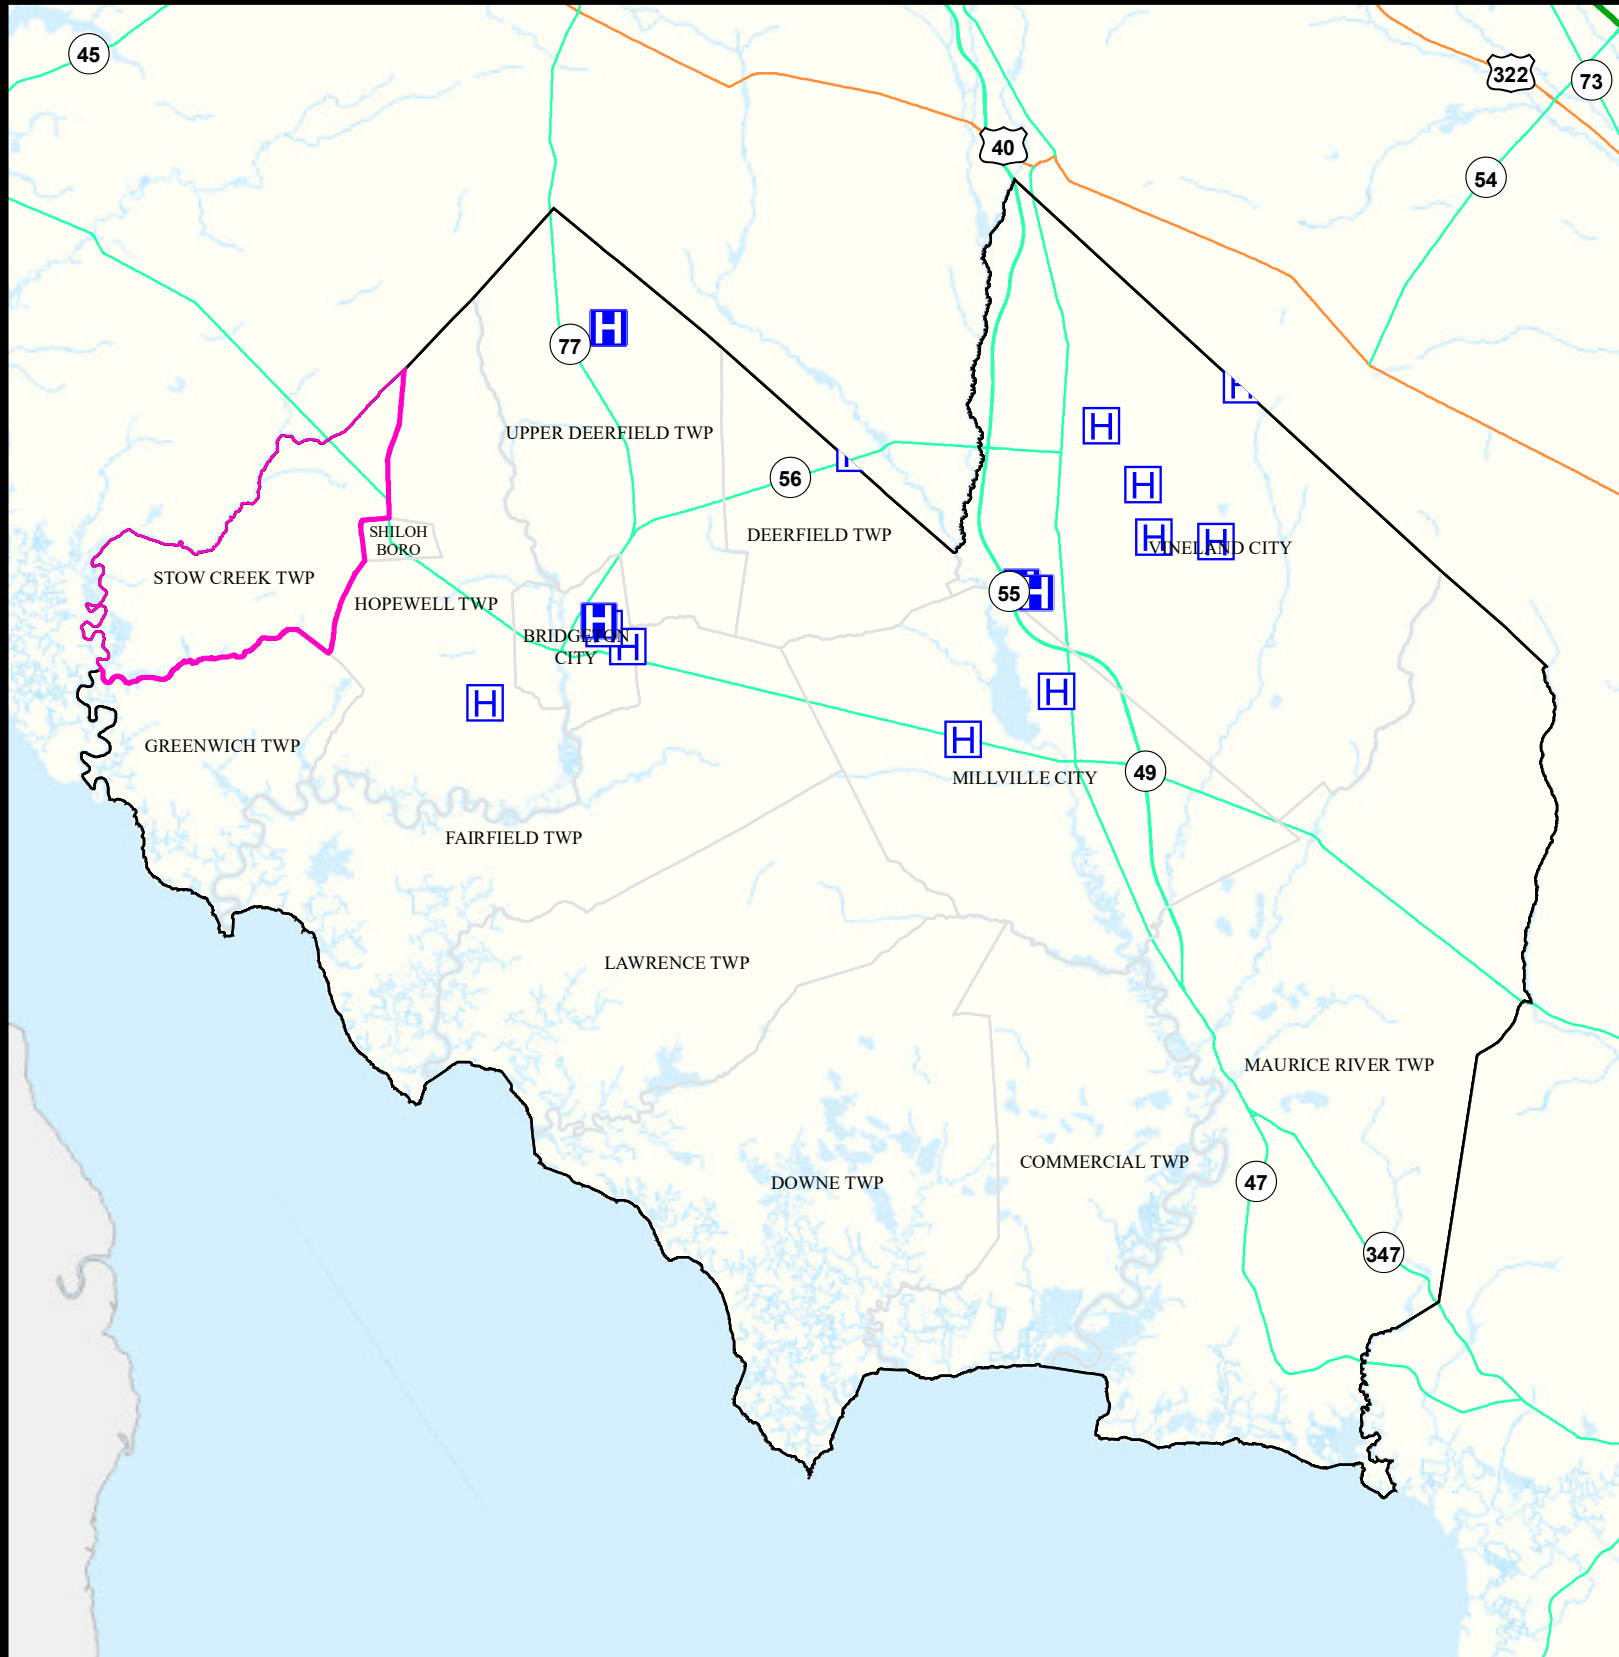 45
322
73
40
54
H
77
H
H
UPPER DEERFIELD TWP
H
56
H
SHILOH
BORO
DEERFIELD TWP
H
H
VINELAND CITY
STOW CREEK TWP
HOPEWELL TWP
55
H
H
BRIDGETON
CITY
H
H
H
GREENWICH TWP
H
MILLVILLE CITY
49
FAIRFIELD TWP
LAWRENCE TWP
MAURICE RIVER TWP
COMMERCIAL TWP
DOWNE TWP
47
347